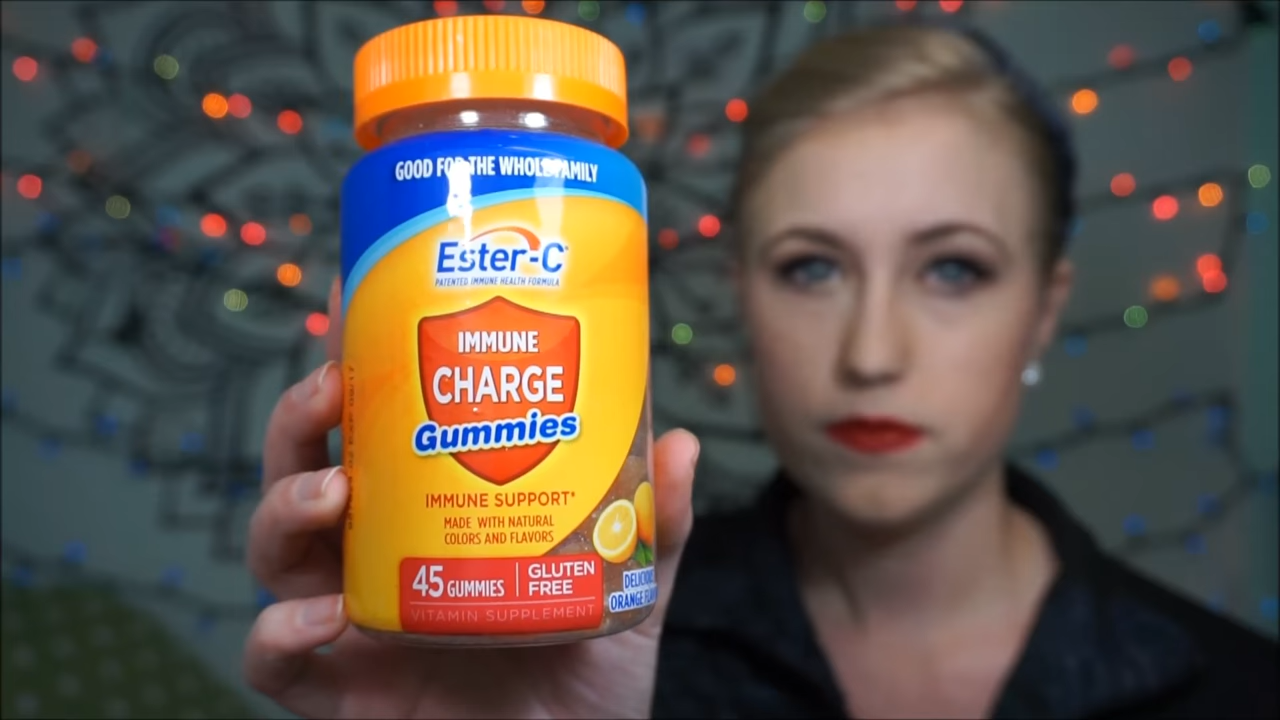 GOOD FOR THE WHOLE FAMILY
Ester-C
PATENTED IMMUNE HEALTH FORMULA
IMMUNE
CHARGE
Gummies
IMMUNE SUPPORT*
MADE WITH NATURAL
COLORS AND FLAVORS
45 GUMMIES
GLUTEN
FREE
VITAMIN SUPPLEMENT
ORANGE